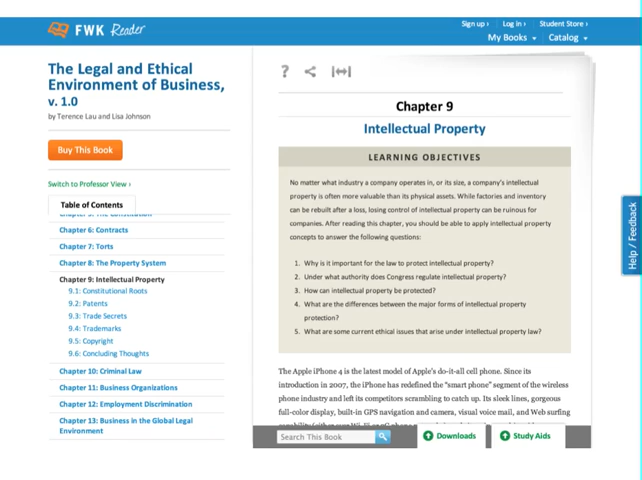 FWK Reader
Sign up › Log in › Student Store ›
My Books Catalog
The Legal and Ethical
Environment of Business,
v. 1.0
by Terence Lau and Lisa Johnson
Buy This Book
Switch to Professor View ›
Table of Contents
Chapter 6: Contracts
Chapter 7: Torts
Chapter 8: The Property System
Chapter 9: Intellectual Property
9.1: Constitutional Roots
9.2: Patents
9.3: Trade Secrets
9.4: Trademarks
9.5: Copyright
9.6: Concluding Thoughts
Chapter 10: Criminal Law
Chapter 11: Business Organizations
Chapter 12: Employment Discrimination
Chapter 13: Business in the Global Legal
Environment
?
Chapter 9
Intellectual Property
LEARNING OBJECTIVES
No matter what industry a company operates in, or its size, a company's intellectual
property is often more valuable than its physical assets. While factories and inventory
can be rebuilt after a loss, losing control of intellectual property can be ruinous for
companies. After reading this chapter, you should be able to apply intellectual property
concepts to answer the following questions:
1. Why is it important for the law to protect intellectual property?
2. Under what authority does Congress regulate intellectual property?
3. How can intellectual property be protected?
4. What are the differences between the major forms of intellectual property
protection?
5. What are some current ethical issues that arise under intellectual property law?
The Apple iPhone 4 is the latest model of Apple's do-it-all cell phone. Since its
introduction in 2007, the iPhone has redefined the "smart phone" segment of the wireless
phone industry and left its competitors scrambling to catch up. Its sleek lines, gorgeous
full-color display, built-in GPS navigation and camera, visual voice mail, and Web surfing
Search This Book
Downloads
Study Aids
Help / Feedback